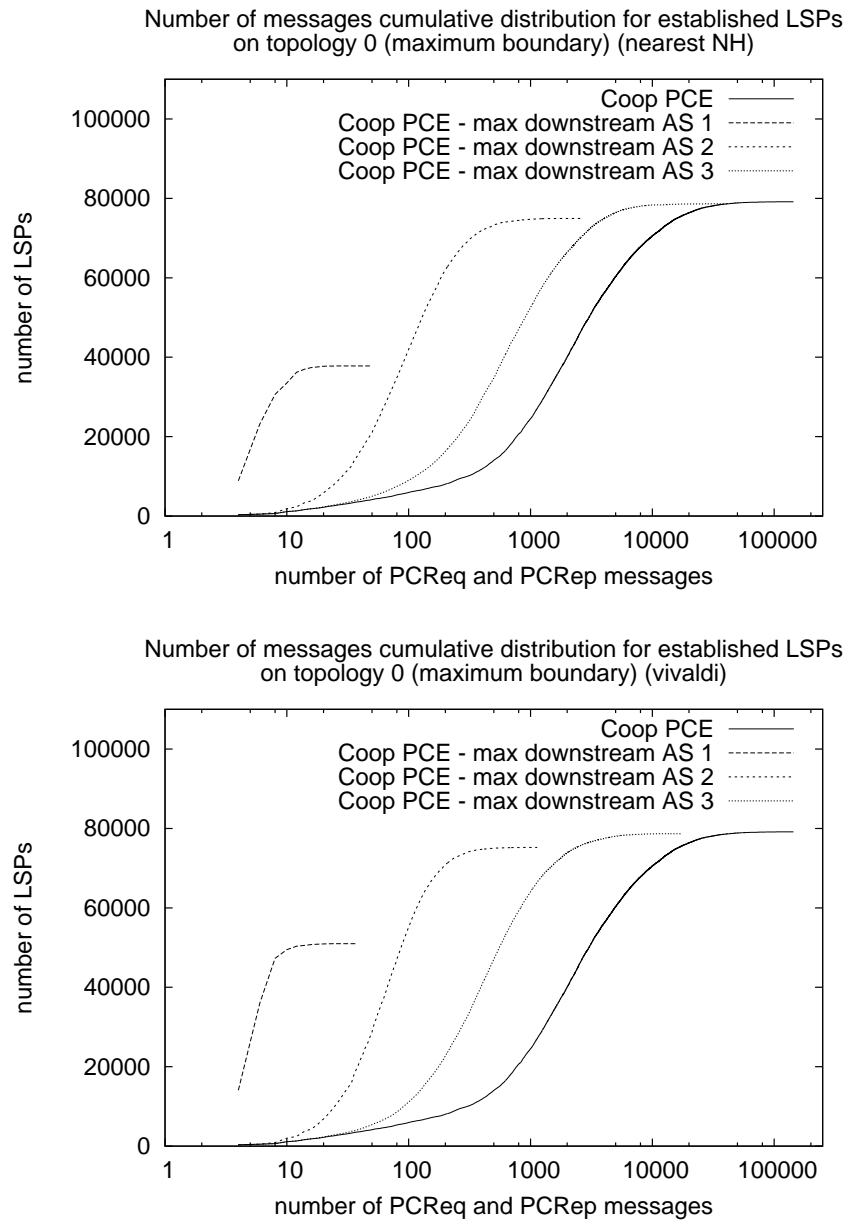 Number of messages cumulative distribution for established LSPs
on topology 0 (maximum boundary) (nearest NH)
Coop PCE
Coop PCE - max downstream AS 1
Coop PCE - max downstream AS 2
Coop PCE - max downstream AS 3
100000
80000
60000
40000
20000
0
number of LSPs
1 10 100 1000 10000 100000
number of PCReq and PCRep messages
Number of messages cumulative distribution for established LSPs
on topology 0 (maximum boundary) (vivaldi)
Coop PCE
Coop PCE - max downstream AS 1
Coop PCE - max downstream AS 2
Coop PCE - max downstream AS 3
100000
80000
60000
40000
20000
0
number of LSPs
1 10 100 1000 10000 100000
number of PCReq and PCRep messages